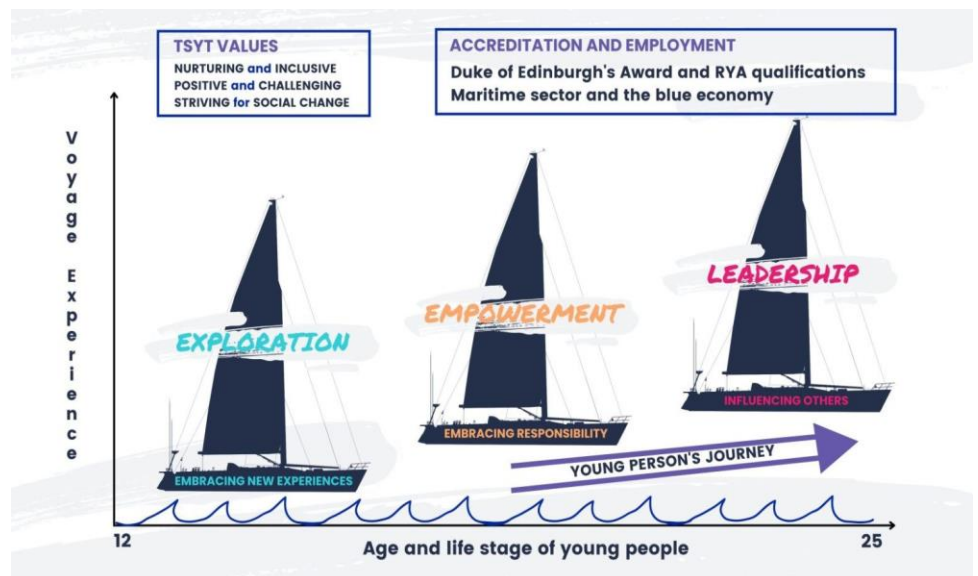 TSYT VALUES
NURTURING and INCLUSIVE
POSITIVE and CHALLENGING
STRIVING for SOCIAL CHANGE
ACCREDITATION AND EMPLOYMENT
Duke of Edinburgh's Award and RYA qualifications
Maritime sector and the blue economy
Voyage Experience
EXPLORATION
EMBRACING NEW EXPERIENCES
EMPOWERMENT
EMBRACING RESPONSIBILITY
LEADERSHIP
INFLUENCING OTHERS
YOUNG PERSON'S JOURNEY
12
Age and life stage of young people
25